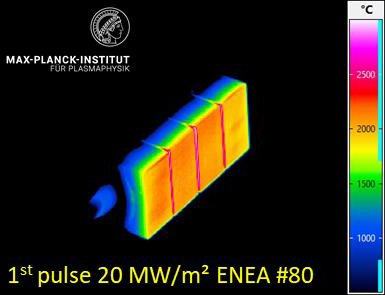 °C
MAX-PLANCK-INSTITUT
FÜR PLASMAPHYSIK
2500
2000
1500
1000
1st pulse 20 MW/m² ENEA #80